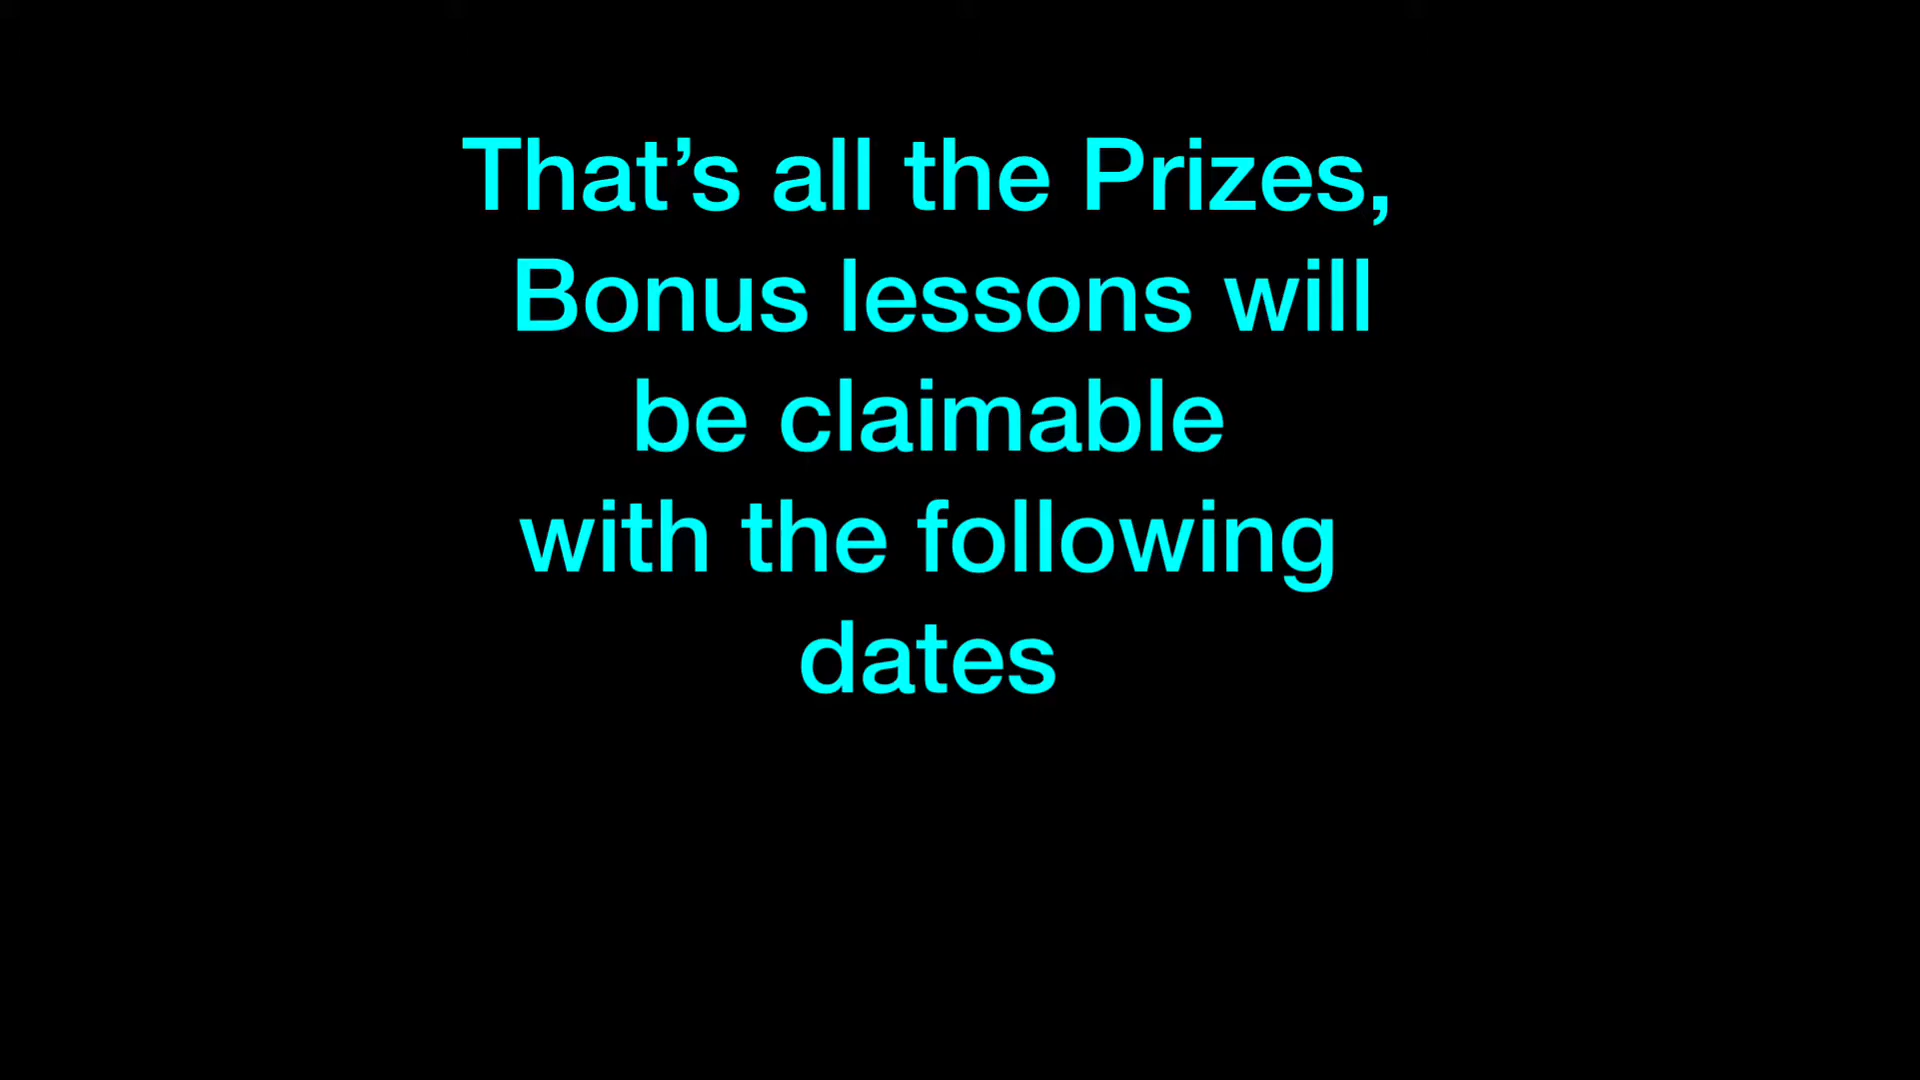 That’s all the Prizes,
Bonus lessons will
be claimable
with the following
dates